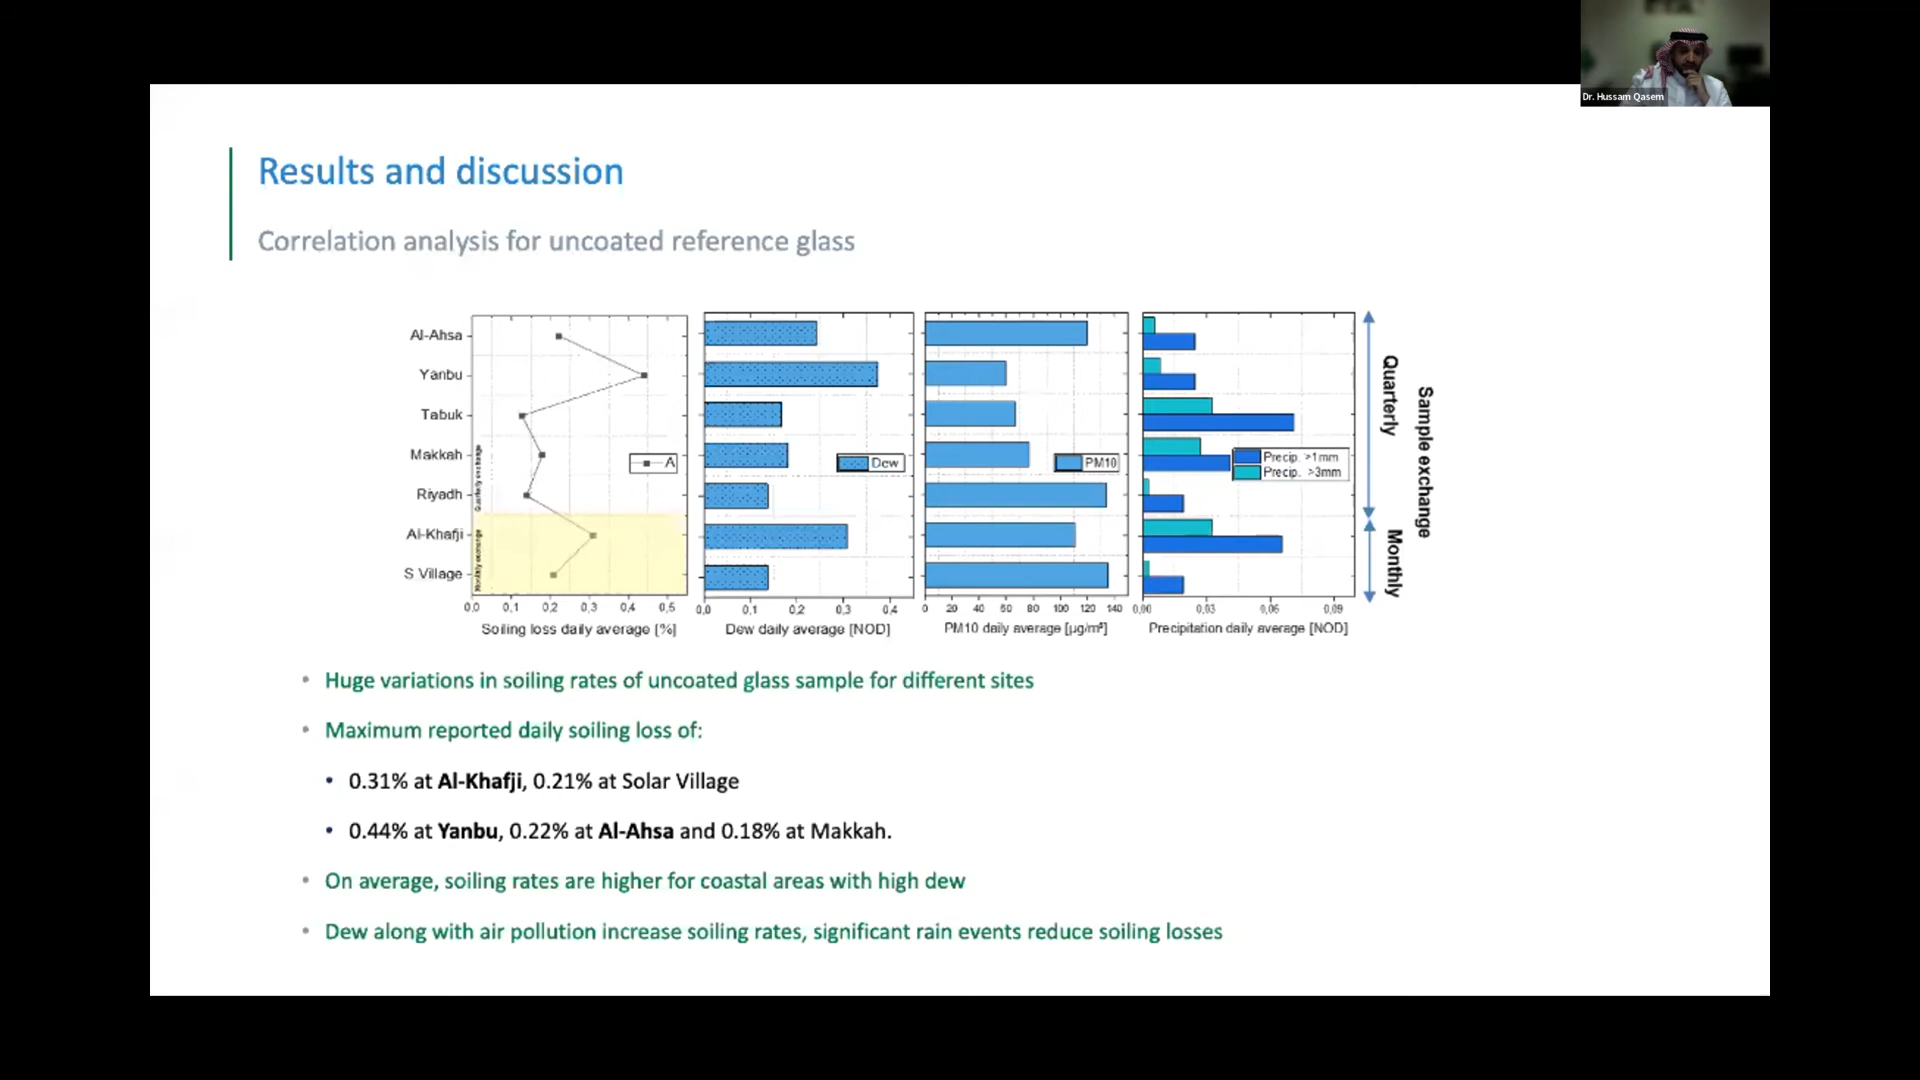 Dr. Hussam Qasem
Results and discussion
Correlation analysis for uncoated reference glass
Al-Ahsa
Yanbu
Tabuk
Makkah
Riyadh
Al-Khafji
S Village
Quarterly exchange
Monthly exchange
A
0,0 0,1 0,2 0,3 0,4 0,5
Soiling loss daily average [%]
Dew
0,0 0,1 0,2 0,3 0,4
Dew daily average [NOD]
PM10
0 20 40 60 80 100 120 140
PM10 daily average [µg/m³]
Precip. >1mm
Precip. >3mm
0,00 0,03 0,06 0,09
Precipitation daily average [NOD]
Quarterly
Monthly
Sample exchange
• Huge variations in soiling rates of uncoated glass sample for different sites
• Maximum reported daily soiling loss of:
• 0.31% at Al-Khafji, 0.21% at Solar Village
• 0.44% at Yanbu, 0.22% at Al-Ahsa and 0.18% at Makkah.
• On average, soiling rates are higher for coastal areas with high dew
• Dew along with air pollution increase soiling rates, significant rain events reduce soiling losses